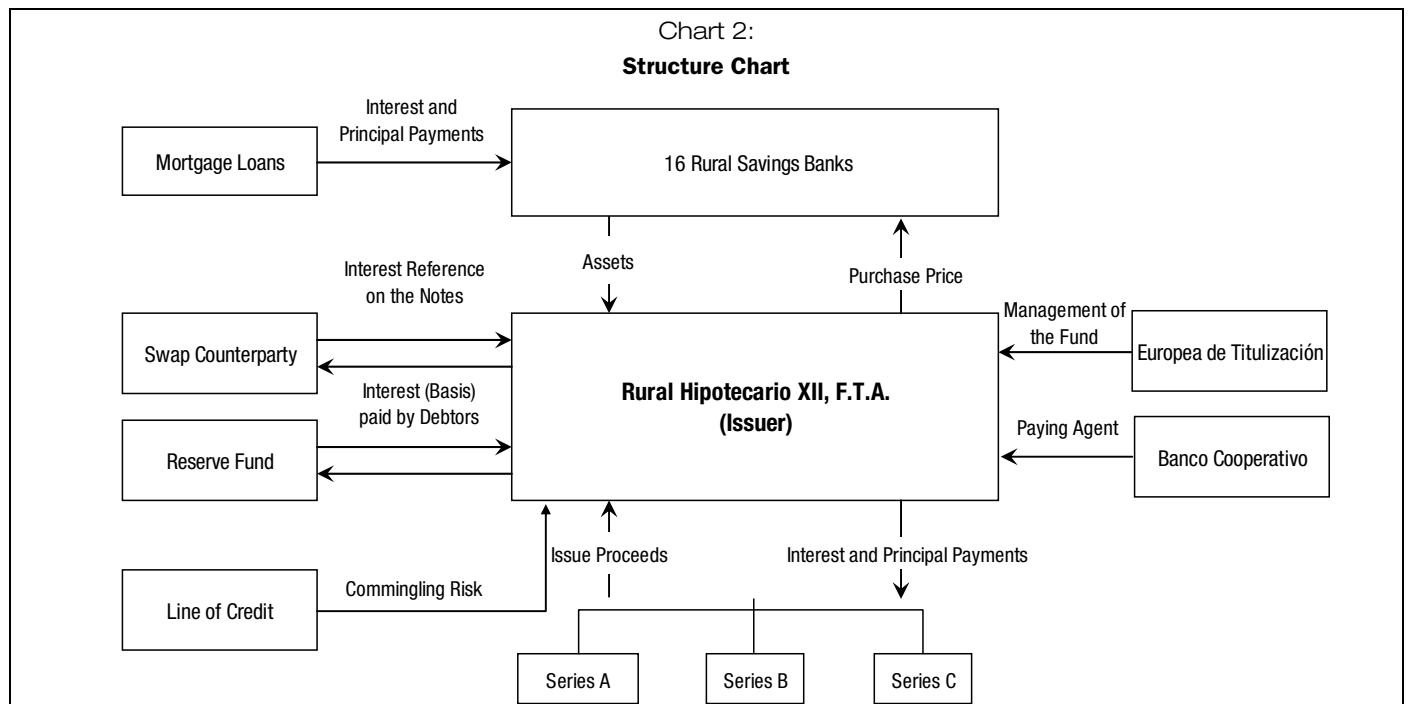 Chart 2:
Structure Chart
Interest and
Principal Payments
Mortgage Loans
16 Rural Savings Banks
Assets
Purchase Price
Interest Reference
on the Notes
Swap Counterparty
Interest (Basis)
paid by Debtors
Reserve Fund
Rural Hipotecario XII, F.T.A.
(Issuer)
Management of
the Fund
Europea de Titulización
Paying Agent
Banco Cooperativo
Issue Proceeds
Interest and Principal Payments
Line of Credit
Commingling Risk
Series A
Series B
Series C